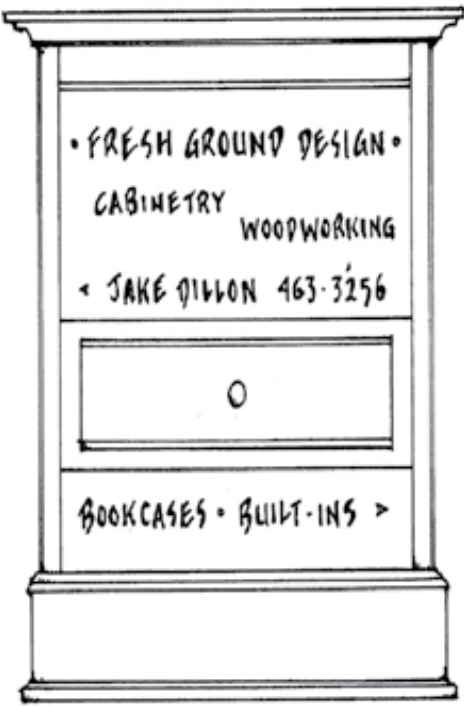 • FRESH GROUND DESIGN •
CABINETRY
WOODWORKING
< JAKE DILLON 463·3256
BOOKCASES • BUILT-INS >